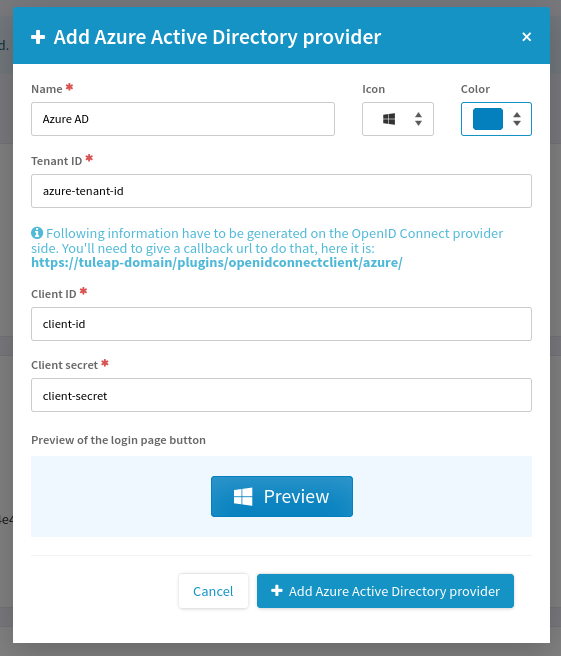 Add Azure Active Directory provider
×
d.
Name * Icon Color
Azure AD
Tenant ID *
azure-tenant-id
Following information have to be generated on the OpenID Connect provider
side. You'll need to give a callback url to do that, here it is:
https://tuleap-domain/plugins/openidconnectclient/azure/
Client ID *
client-id
Client secret *
client-secret
Preview of the login page button
Preview
e4
Cancel + Add Azure Active Directory provider